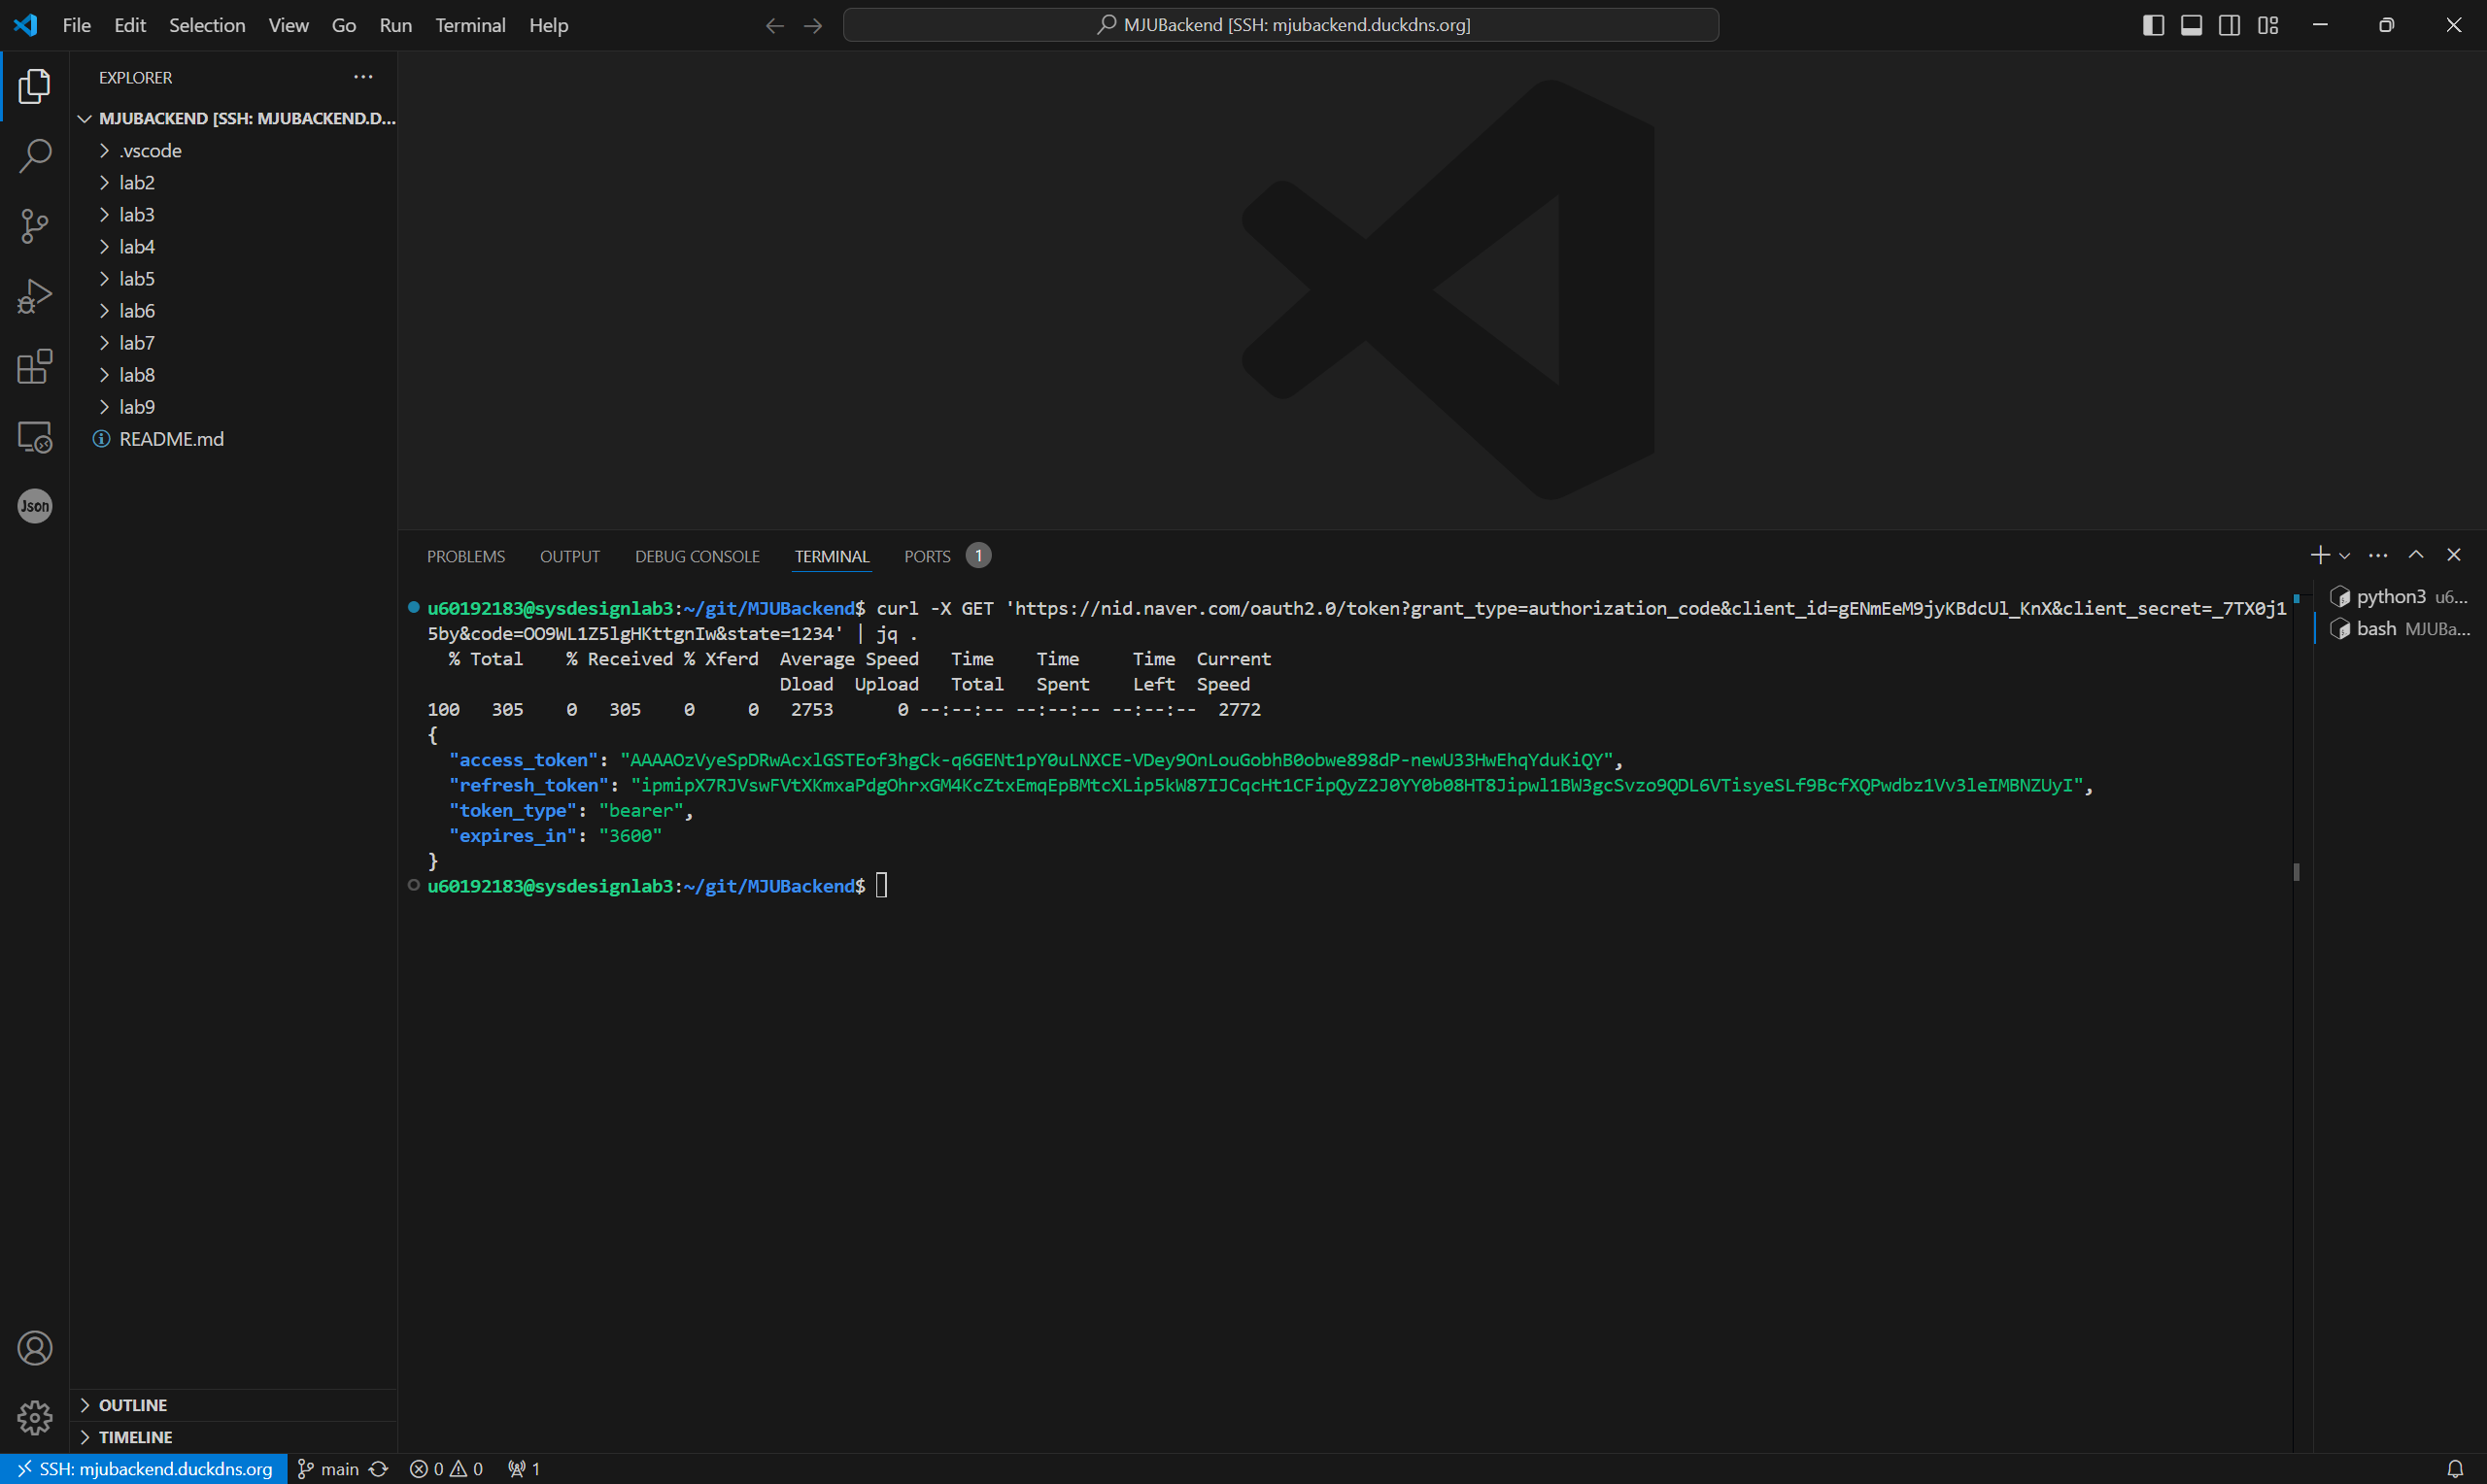 File Edit Selection View Go Run Terminal Help
MJUBackend [SSH: mjubackend.duckdns.org]
EXPLORER
MJUBACKEND [SSH: MJUBACKEND.D...
.vscode
lab2
lab3
lab4
lab5
lab6
lab7
lab8
lab9
README.md
Json
OUTLINE
TIMELINE
PROBLEMS OUTPUT DEBUG CONSOLE TERMINAL PORTS 1
u60192183@sysdesignlab3:~/git/MJUBackend$ curl -X GET 'https://nid.naver.com/oauth2.0/token?grant_type=authorization_code&client_id=gENmEeM9jyKBdcUl_KnX&client_secret=_7TX0j1
5by&code=OO9WL1Z5lgHKttgnIw&state=1234' | jq .
% Total % Received % Xferd Average Speed Time Time Time Current
Dload Upload Total Spent Left Speed
100 305 0 305 0 0 2753 0 --:--:-- --:--:-- --:--:-- 2772
{
"access_token": "AAAAOzVyeSpDRwAcxlGSTEof3hgCk-q6GENt1pY0uLNXCE-VDey9OnLouGobhB0obwe898dP-newU33HwEhqYduKiQY",
"refresh_token": "ipmipX7RJVswFVtXKmxaPdgOhrxGM4KcZtxEmqEpBMtcXLip5kW87IJCqcHt1CFipQyZ2J0YY0b08HT8Jipwl1BW3gcSvzo9QDL6VTisyeSLf9BcfXQPwdbz1Vv3leIMBNZUyI",
"token_type": "bearer",
"expires_in": "3600"
}
u60192183@sysdesignlab3:~/git/MJUBackend$
python3 u6...
bash MJUBa...
SSH: mjubackend.duckdns.org main 0 0 1